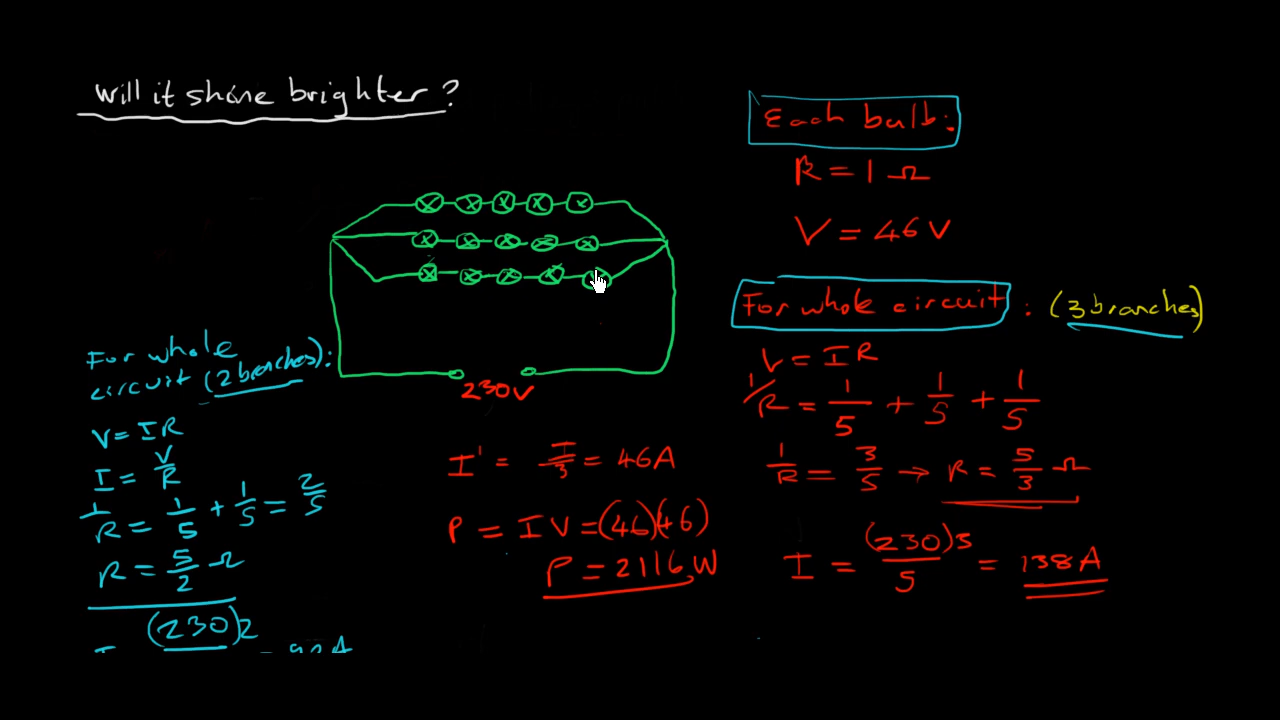 Will it shine brighter?
230V
For whole
circuit (2 branches):
V = IR
I = V/R
1/R = 1/5 + 1/5 = 2/5
R = 5/2 Ω
(230)2
I' = I/3 = 46A
P = IV = (46)(46)
P = 2116W
Each bulb:
R = 1 Ω
V = 46V
For whole circuit : (3 branches)
V = IR
1/R = 1/5 + 1/5 + 1/5
1/R = 3/5 → R = 5/3 Ω
I = (230)3/5 = 138A